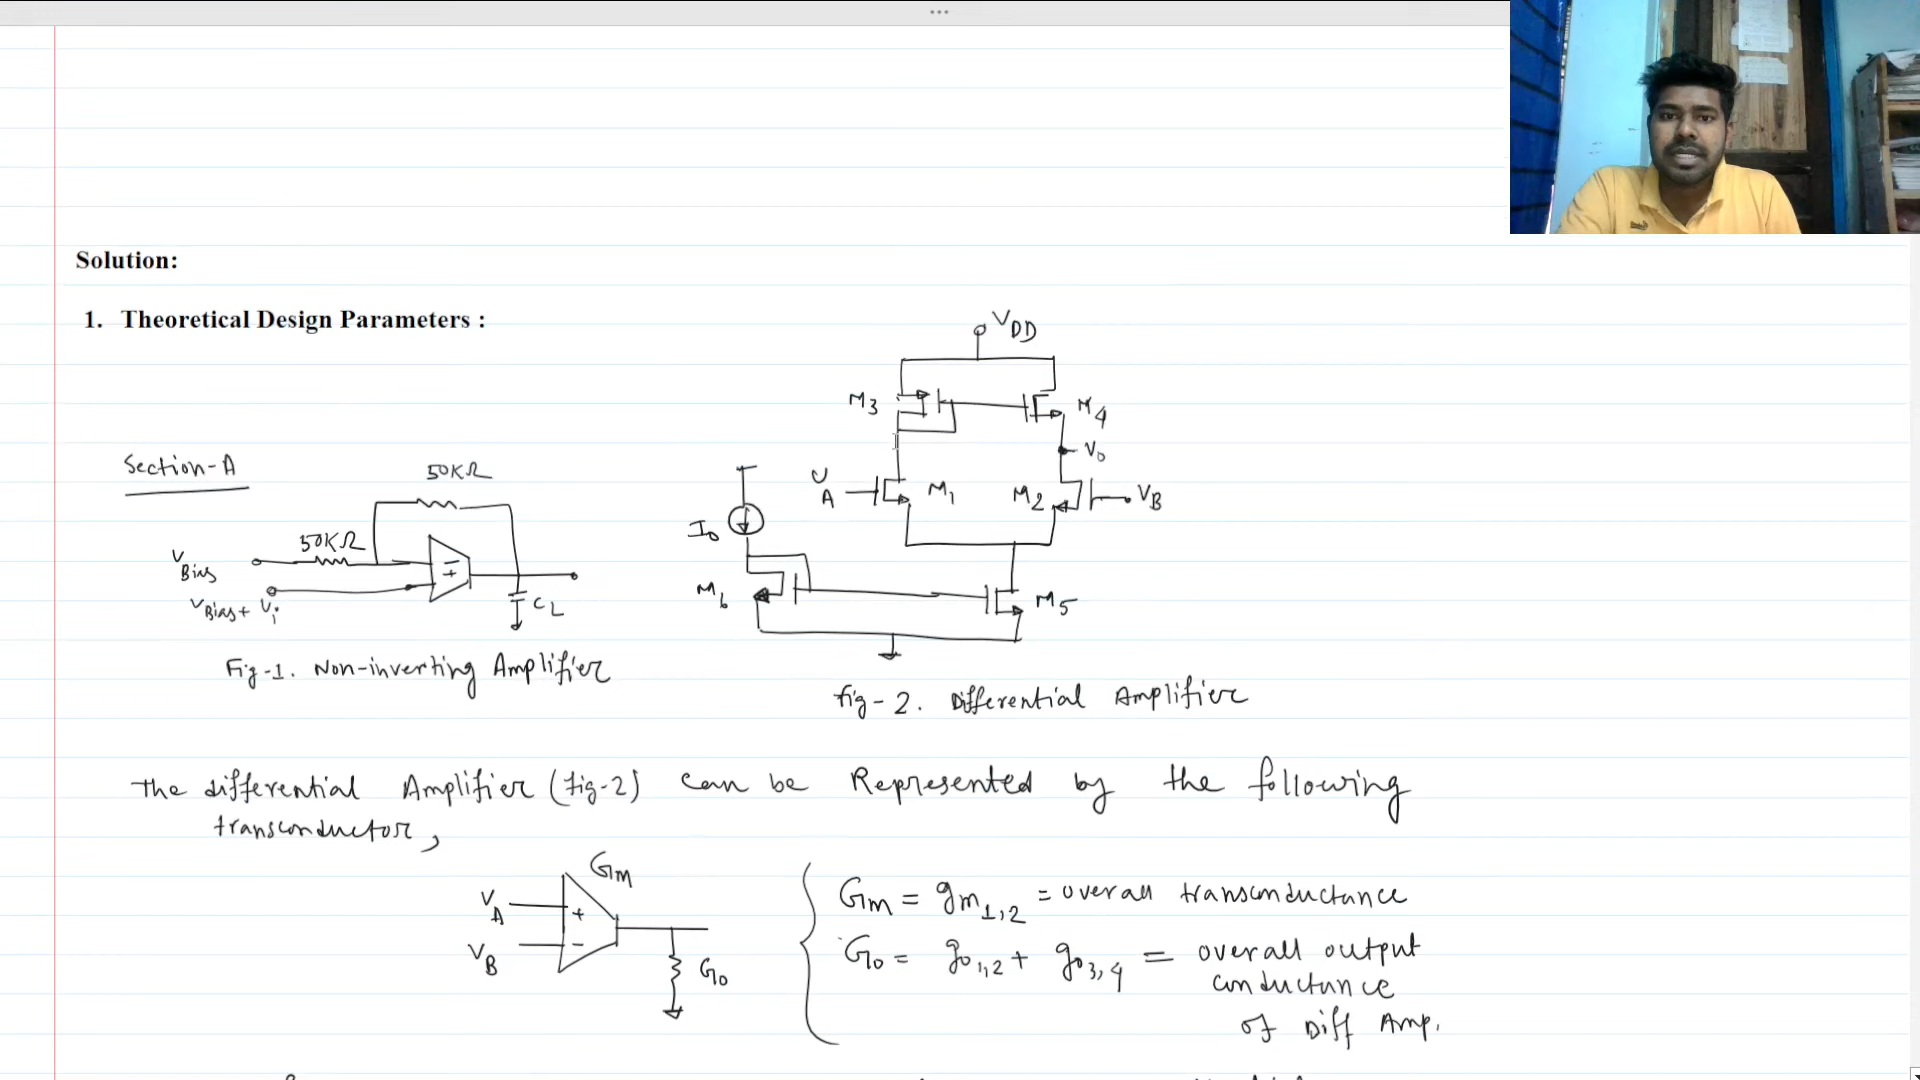 Solution:
1. Theoretical Design Parameters :
VDD
M3
M4
Section-A
50KΩ
Vo
VA
M1
M2
VB
Io
50KΩ
VBias
VBias + Vi
-
+
CL
M6
M5
Fig-1. Non-inverting Amplifier
Fig-2. Differential Amplifier
The differential Amplifier (Fig-2) can be Represented by the following
transconductor,
Gm
VA
+
VB
-
Go
Gm = gm1,2 = overall transconductance
Go = go1,2 + go3,4 = overall output
conductance
of Diff Amp.